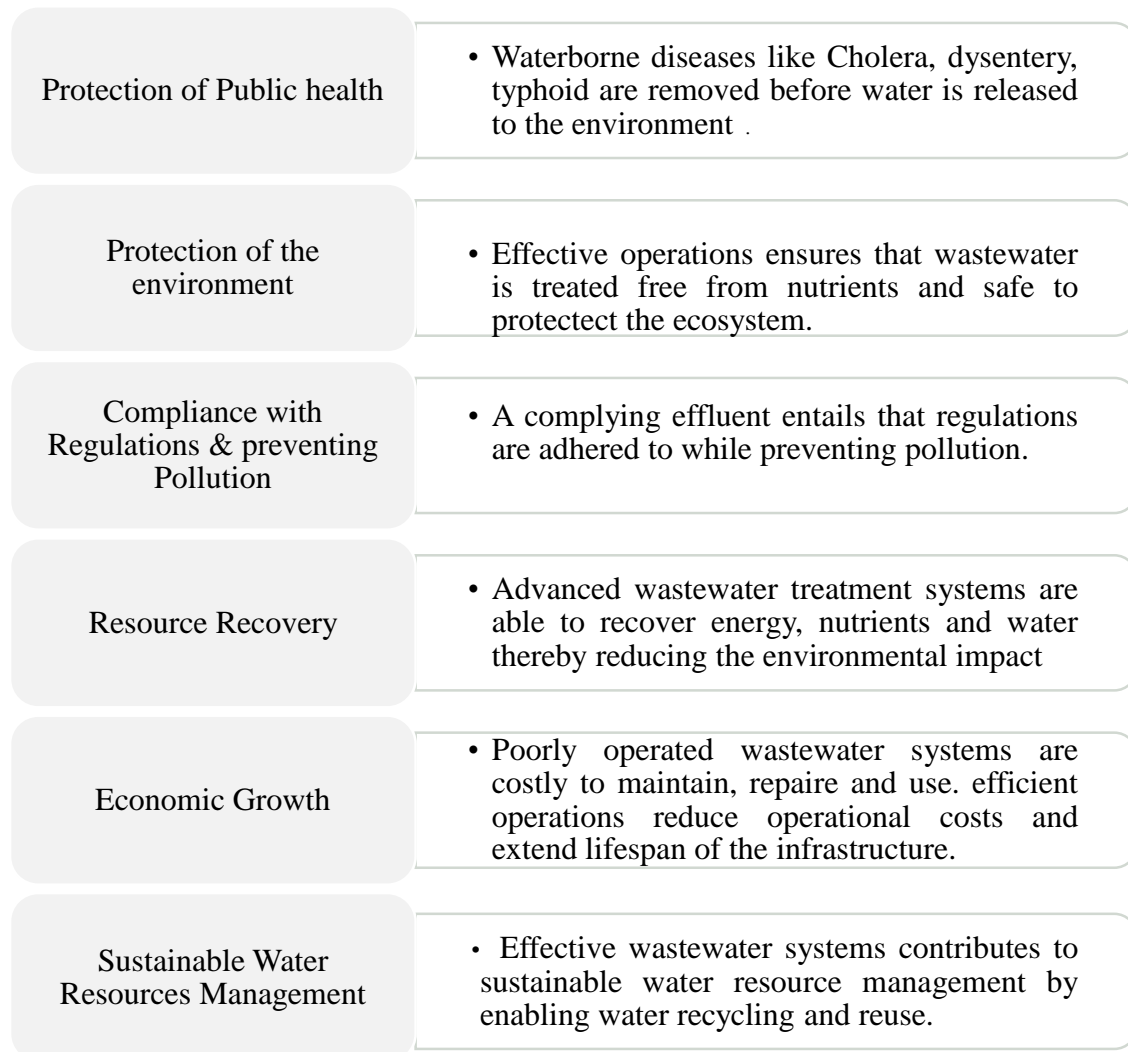 Protection of Public health
• Waterborne diseases like Cholera, dysentery,
typhoid are removed before water is released
to the environment .
Protection of the
environment
• Effective operations ensures that wastewater
is treated free from nutrients and safe to
protectect the ecosystem.
Compliance with
Regulations & preventing
Pollution
• A complying effluent entails that regulations
are adhered to while preventing pollution.
Resource Recovery
• Advanced wastewater treatment systems are
able to recover energy, nutrients and water
thereby reducing the environmental impact
Economic Growth
• Poorly operated wastewater systems are
costly to maintain, repaire and use. efficient
operations reduce operational costs and
extend lifespan of the infrastructure.
Sustainable Water
Resources Management
• Effective wastewater systems contributes to
sustainable water resource management by
enabling water recycling and reuse.